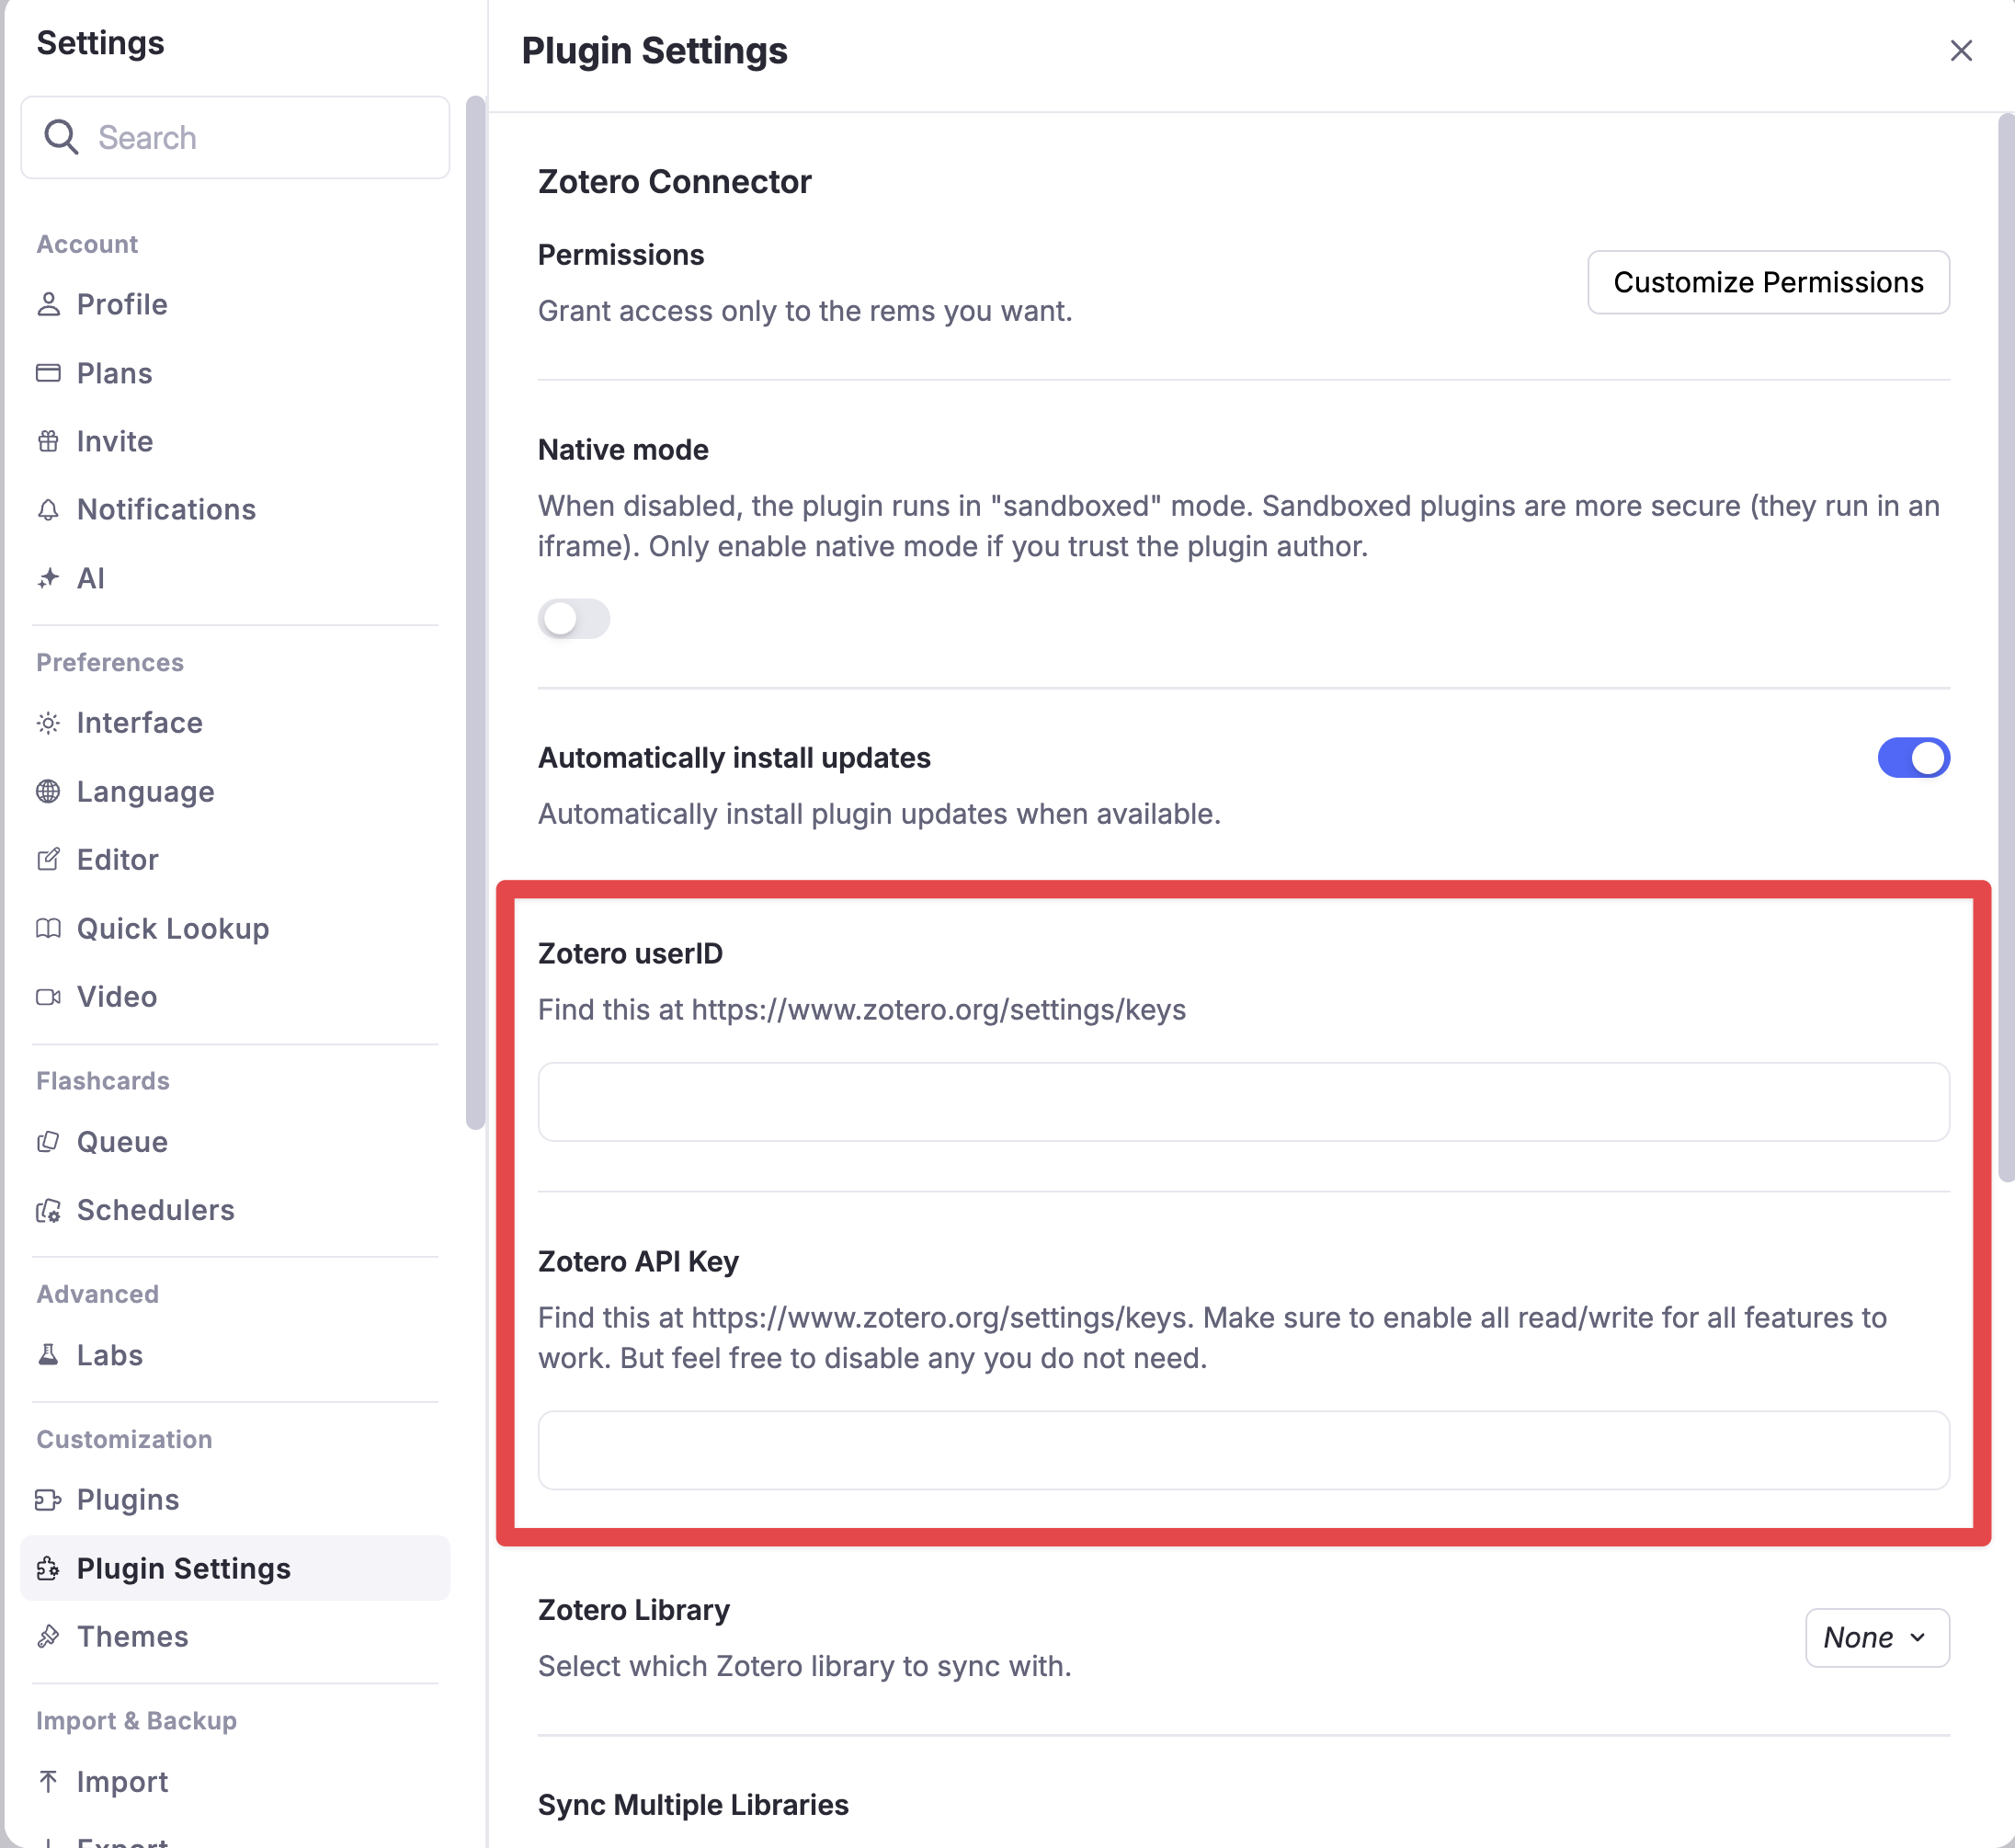 Settings
Search
Account
Profile
Plans
Invite
Notifications
AI
Preferences
Interface
Language
Editor
Quick Lookup
Video
Flashcards
Queue
Schedulers
Advanced
Labs
Customization
Plugins
Plugin Settings
Themes
Import & Backup
Import
Export
Plugin Settings
Zotero Connector
Permissions
Grant access only to the rems you want.
Customize Permissions
Native mode
When disabled, the plugin runs in "sandboxed" mode. Sandboxed plugins are more secure (they run in an
iframe). Only enable native mode if you trust the plugin author.
Automatically install updates
Automatically install plugin updates when available.
Zotero userID
Find this at https://www.zotero.org/settings/keys
Zotero API Key
Find this at https://www.zotero.org/settings/keys. Make sure to enable all read/write for all features to
work. But feel free to disable any you do not need.
Zotero Library
Select which Zotero library to sync with.
None
Sync Multiple Libraries